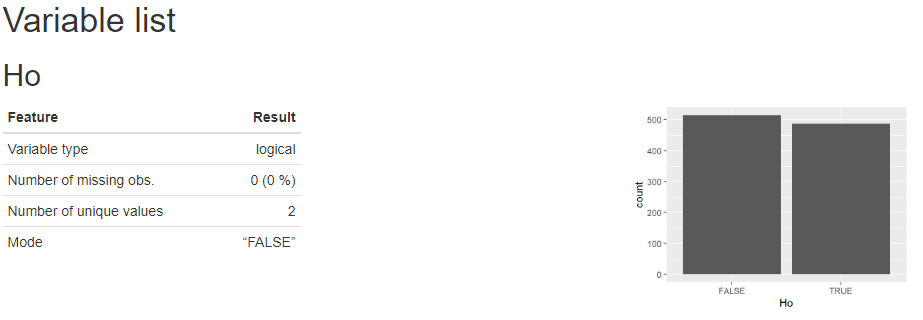 Variable list
Ho
Feature Result
Variable type logical
Number of missing obs. 0 (0 %)
Number of unique values 2
Mode “FALSE”
500
400
300
200
100
0
count
FALSE TRUE
Ho